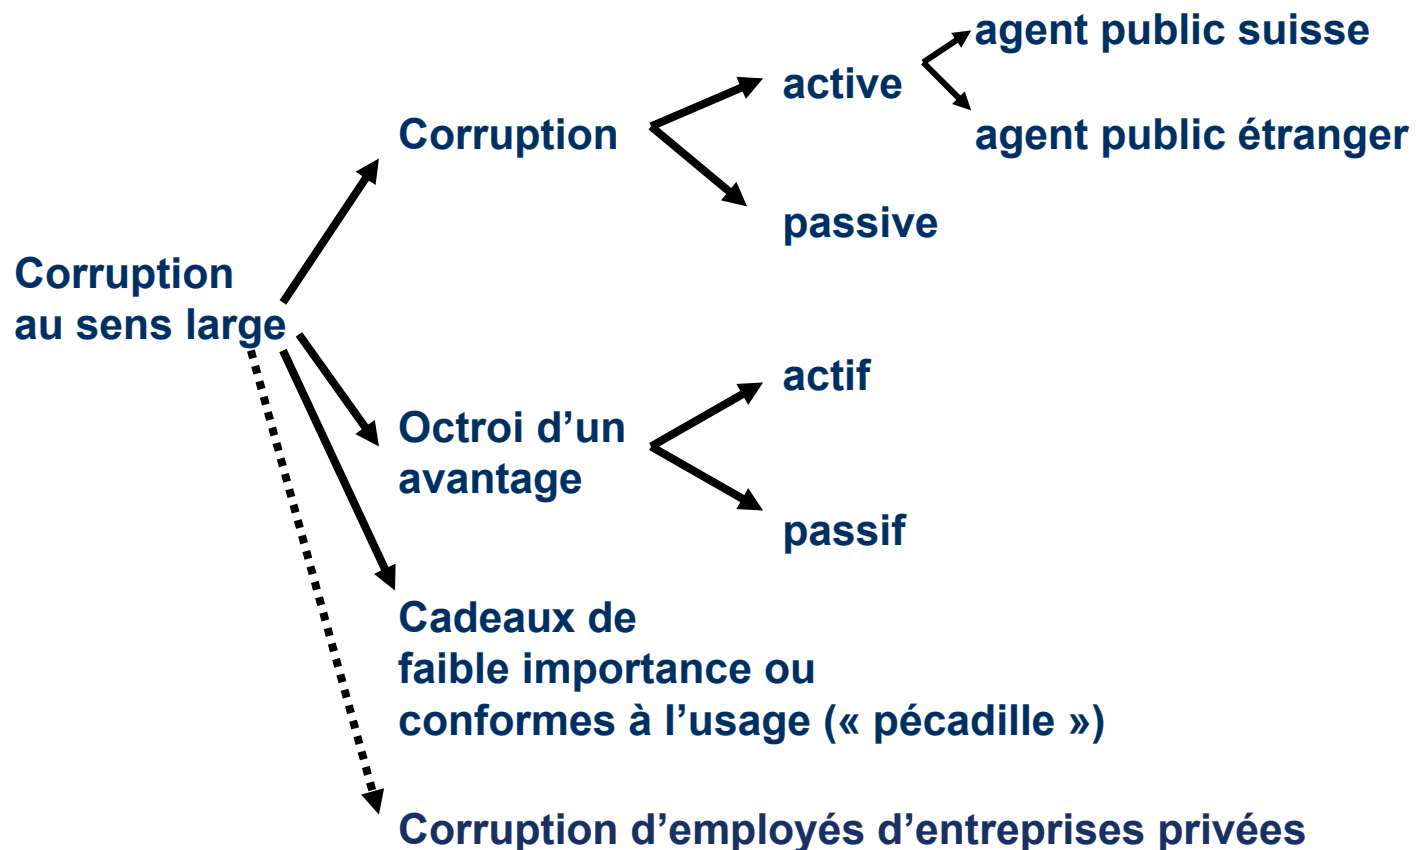 agent public suisse
active
Corruption
agent public étranger
passive
Corruption
au sens large
actif
Octroi d’un
avantage
passif
Cadeaux de
faible importance ou
conformes à l’usage (« pécadille »)
Corruption d’employés d’entreprises privées